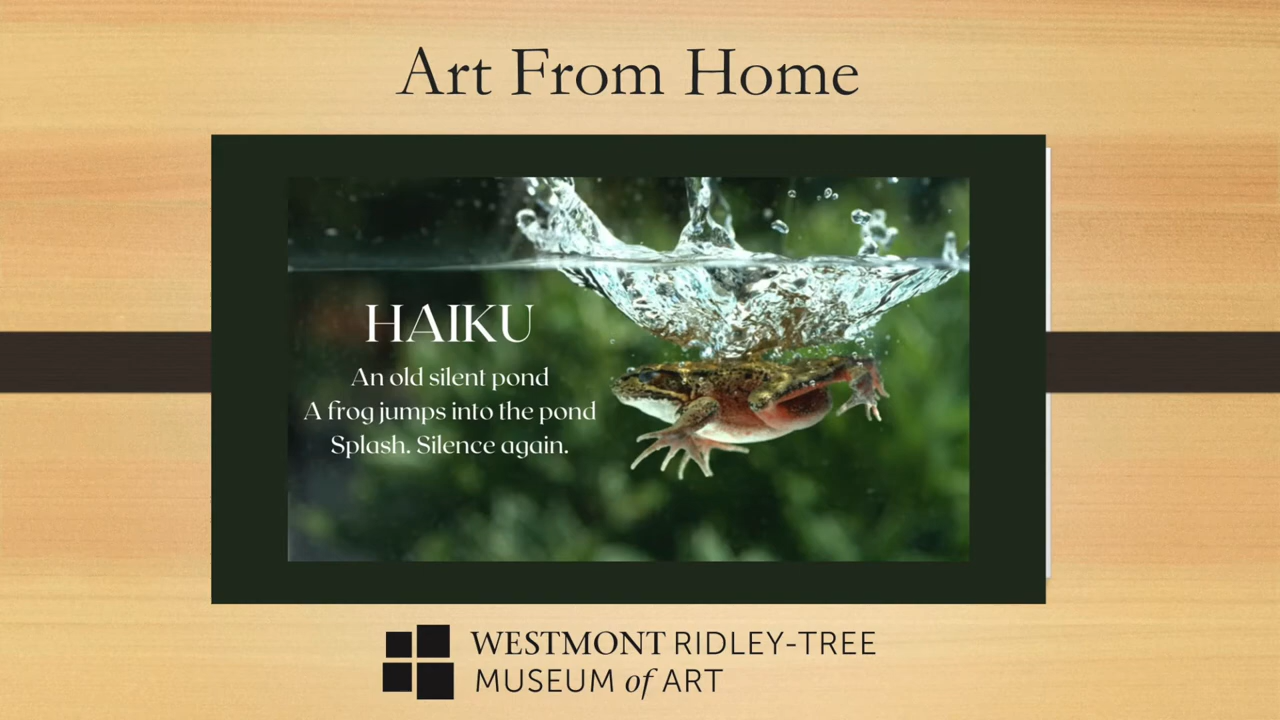 Art From Home
HAIKU
An old silent pond
A frog jumps into the pond
Splash. Silence again.
WESTMONT RIDLEY-TREE
MUSEUM of ART